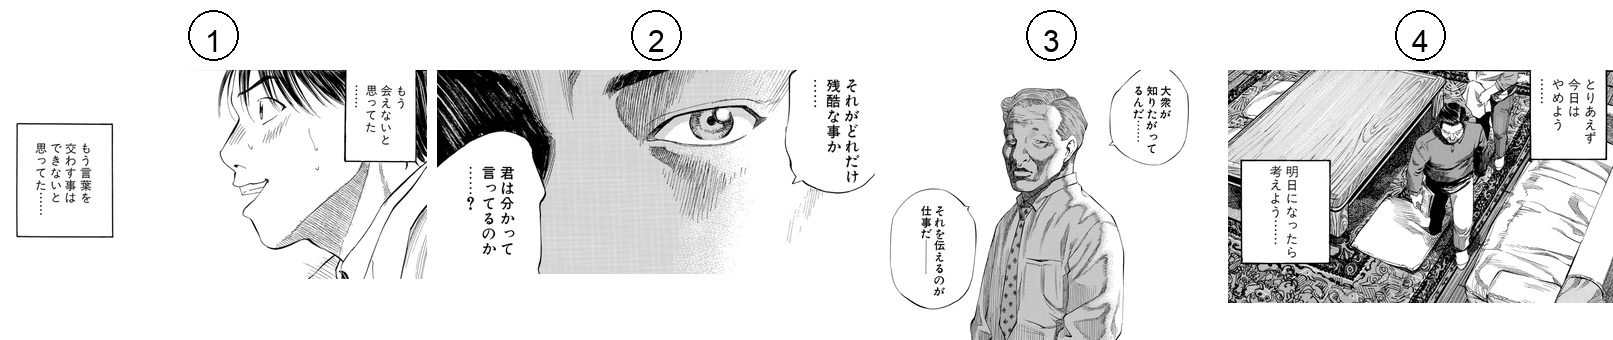 1
もう
会えないと
思ってた
……
もう言葉を
交わす事は
できないと
思ってた……
2
それがどれだけ
残酷な事か
……
君は分かって
言ってるのか
……?
3
大衆が
知りたがって
るんだ……
それを伝えるのが
仕事だ――
4
とりあえず
今日は
やめよう
……
明日になったら
考えよう……